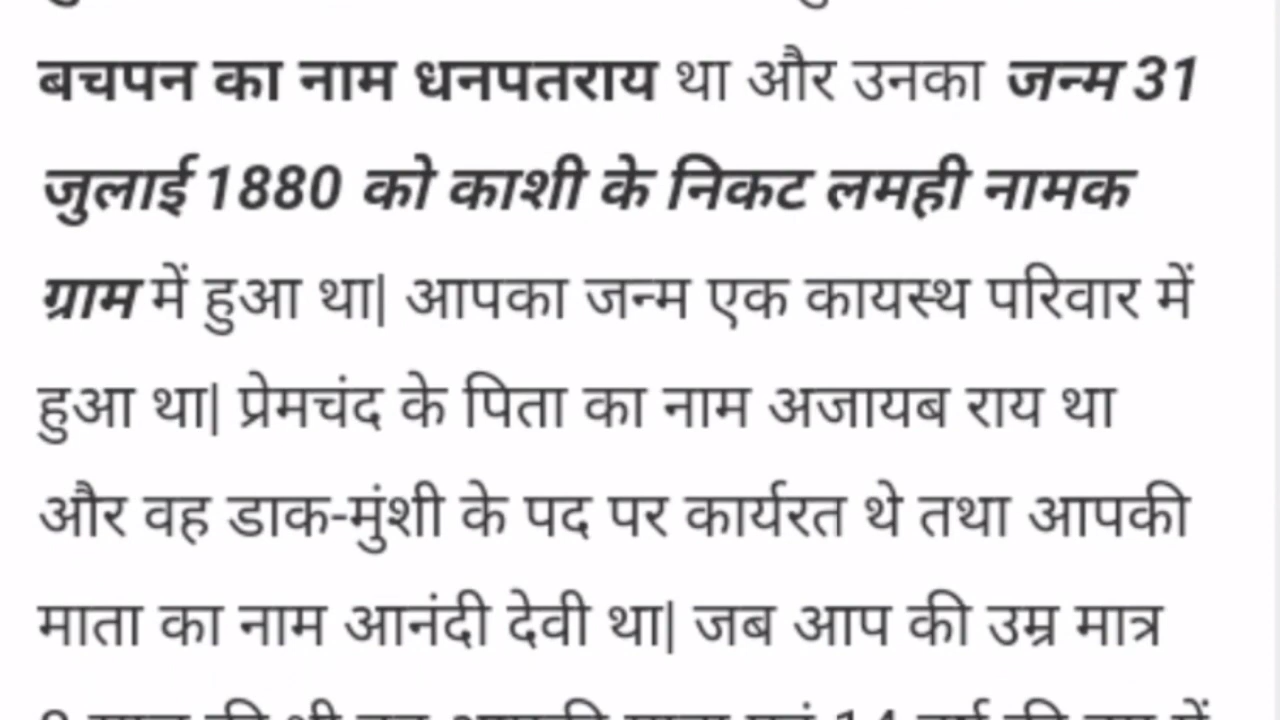 बचपन का नाम धनपतराय था और उनका जन्म 31
जुलाई 1880 को काशी के निकट लमही नामक
ग्राम में हुआ था| आपका जन्म एक कायस्थ परिवार में
हुआ था| प्रेमचंद के पिता का नाम अजायब राय था
और वह डाक-मुंशी के पद पर कार्यरत थे तथा आपकी
माता का नाम आनंदी देवी था| जब आप की उम्र मात्र